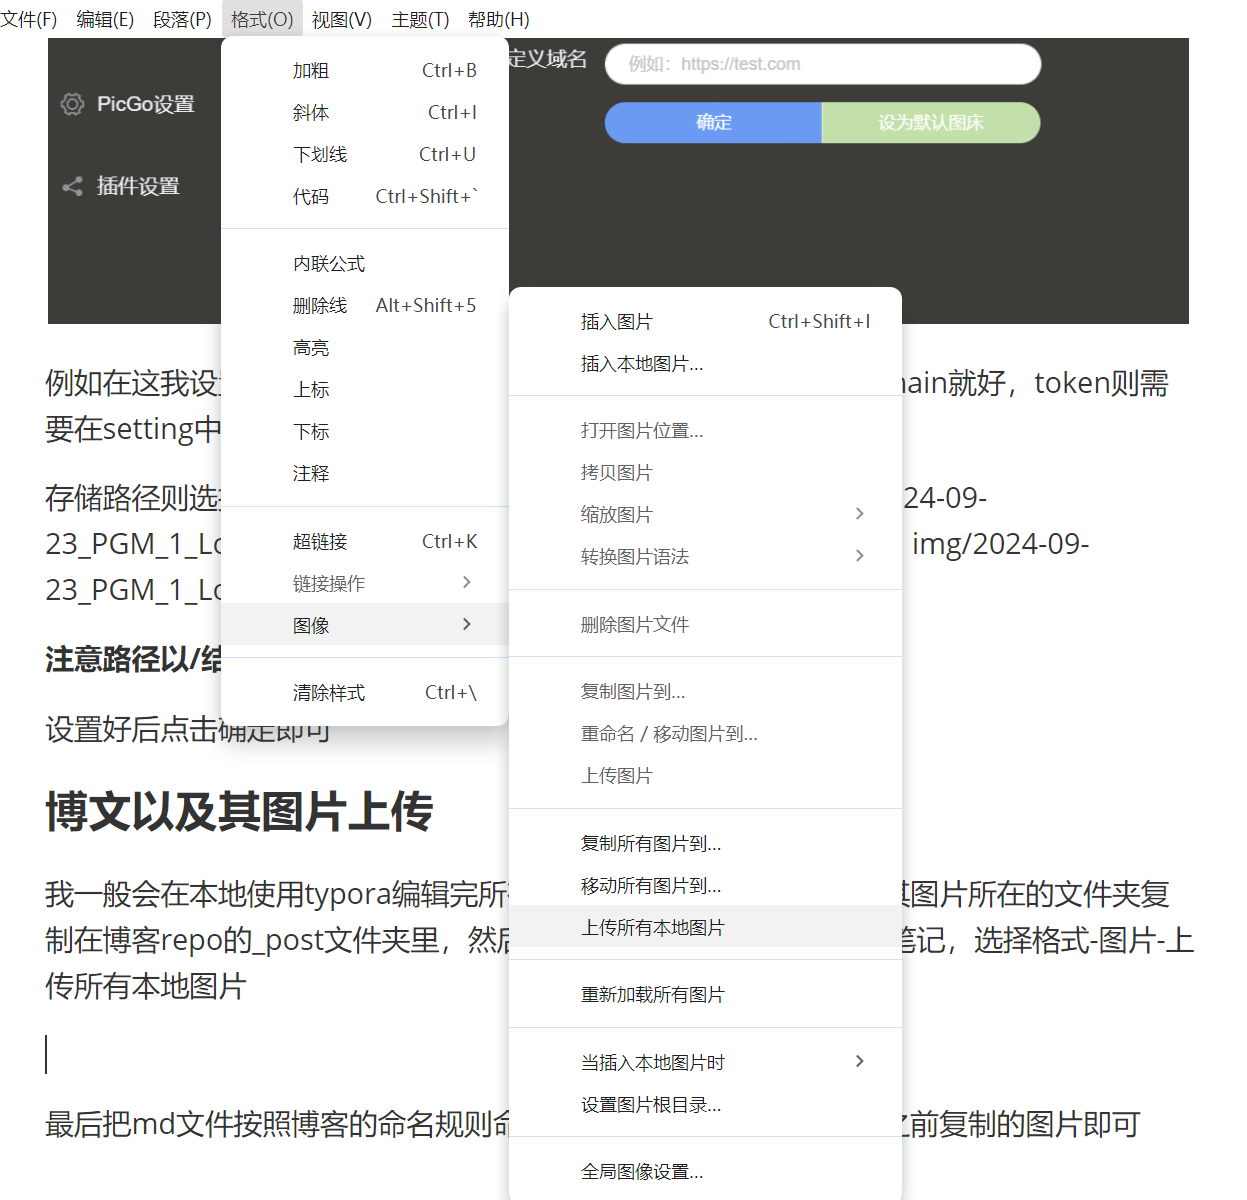 文件(F) 编辑(E) 段落(P) 格式(O) 视图(V) 主题(T) 帮助(H)
定义域名 例如：https://test.com
PicGo设置
确定 设为默认图床
插件设置
加粗 Ctrl+B
斜体 Ctrl+I
下划线 Ctrl+U
代码 Ctrl+Shift+`
内联公式
删除线 Alt+Shift+5
高亮
上标
下标
注释
超链接 Ctrl+K
链接操作
图像
清除样式 Ctrl+\
插入图片 Ctrl+Shift+I
插入本地图片...
打开图片位置...
拷贝图片
缩放图片
转换图片语法
删除图片文件
复制图片到...
重命名 / 移动图片到...
上传图片
复制所有图片到...
移动所有图片到...
上传所有本地图片
重新加载所有图片
当插入本地图片时
设置图片根目录...
全局图像设置...
例如在这我设 main就好，token则需
要在setting中
存储路径则选 24-09-
23_PGM_1_Lo img/2024-09-
23_PGM_1_Lo
注意路径以/结
设置好后点击确定即可
博文以及其图片上传
我一般会在本地使用typora编辑完所 其图片所在的文件夹复
制在博客repo的_post文件夹里，然后 笔记，选择格式-图片-上
传所有本地图片
最后把md文件按照博客的命名规则命 之前复制的图片即可